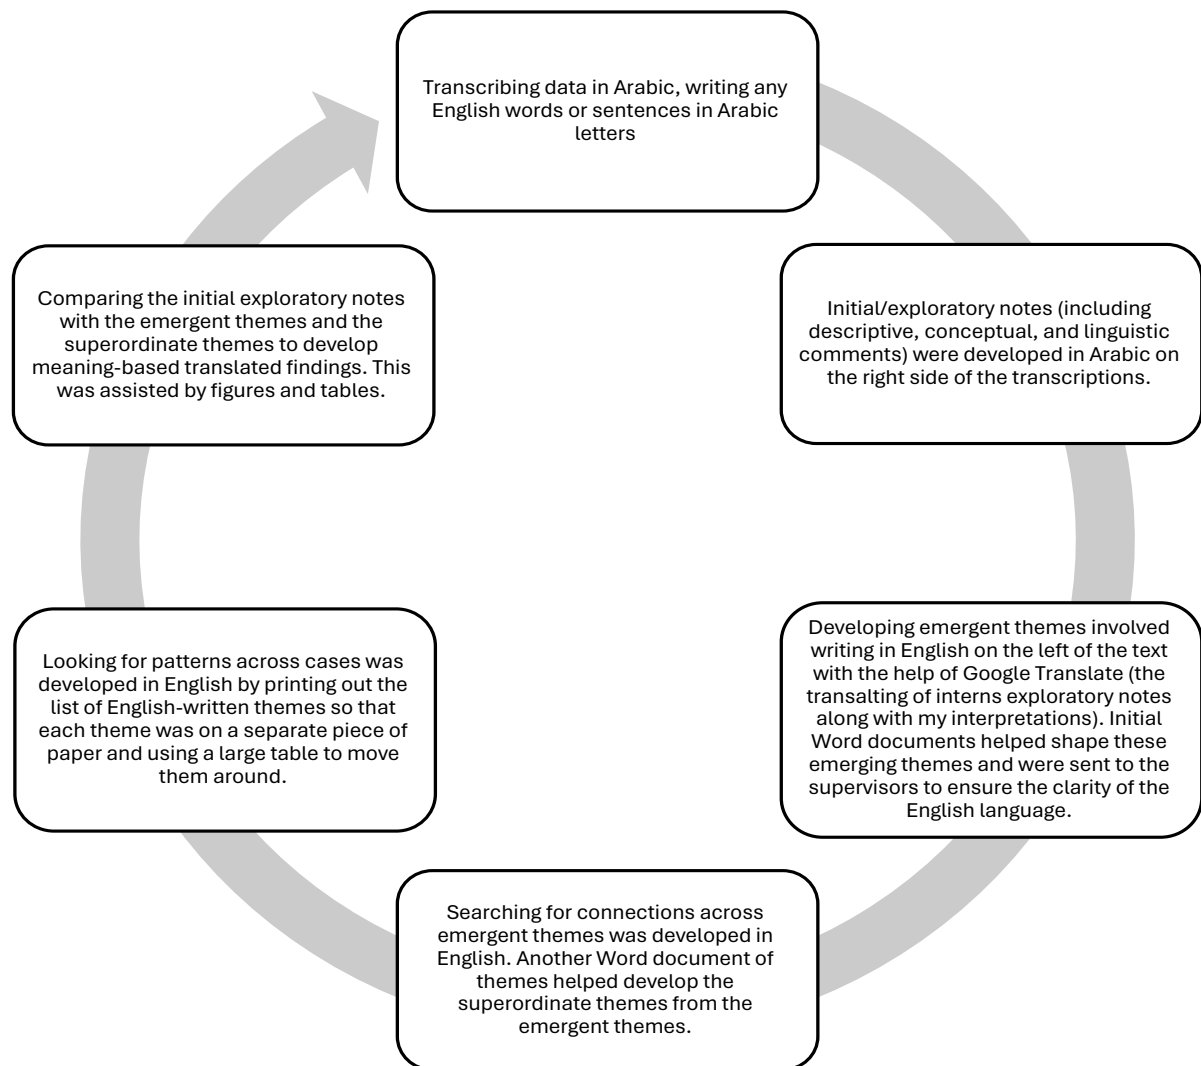 Transcribing data in Arabic, writing any
English words or sentences in Arabic
letters
Initial/exploratory notes (including
descriptive, conceptual, and linguistic
comments) were developed in Arabic on
the right side of the transcriptions.
Developing emergent themes involved
writing in English on the left of the text
with the help of Google Translate (the
transalting of interns exploratory notes
along with my interpretations). Initial
Word documents helped shape these
emerging themes and were sent to the
supervisors to ensure the clarity of the
English language.
Searching for connections across
emergent themes was developed in
English. Another Word document of
themes helped develop the
superordinate themes from the
emergent themes.
Looking for patterns across cases was
developed in English by printing out the
list of English-written themes so that
each theme was on a separate piece of
paper and using a large table to move
them around.
Comparing the initial exploratory notes
with the emergent themes and the
superordinate themes to develop
meaning-based translated findings. This
was assisted by figures and tables.